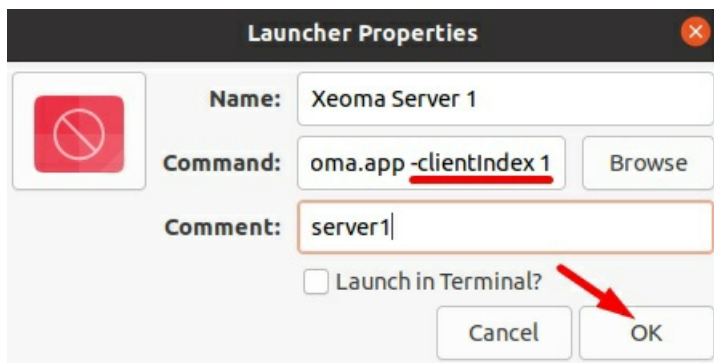 Launcher Properties
Name: Xeoma Server 1
Command: oma.app -clientIndex 1 Browse
Comment: server1
Launch in Terminal?
Cancel OK